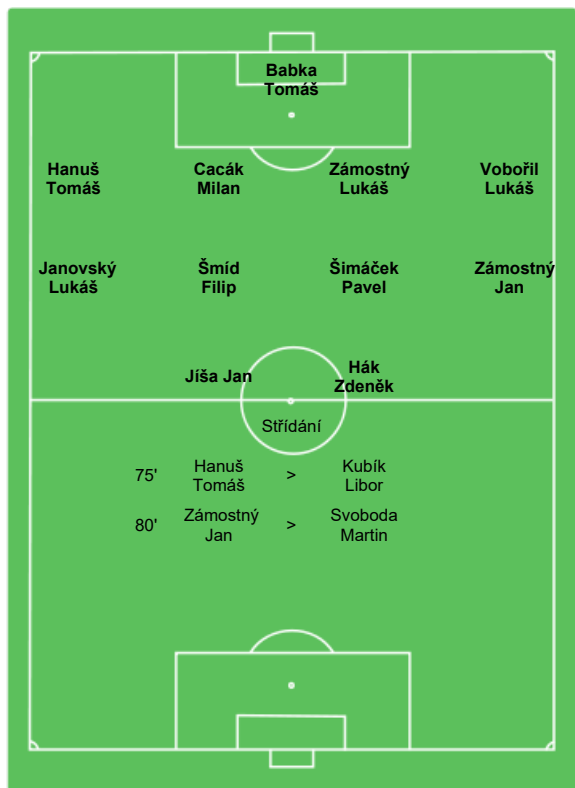 Babka
Tomáš
Hanuš
Tomáš
Cacák
Milan
Zámostný
Lukáš
Vobořil
Lukáš
Janovský
Lukáš
Šmíd
Filip
Šimáček
Pavel
Zámostný
Jan
Jíša Jan
Hák
Zdeněk
Střídání
75'
Hanuš
Tomáš
>
Kubík
Libor
80'
Zámostný
Jan
>
Svoboda
Martin